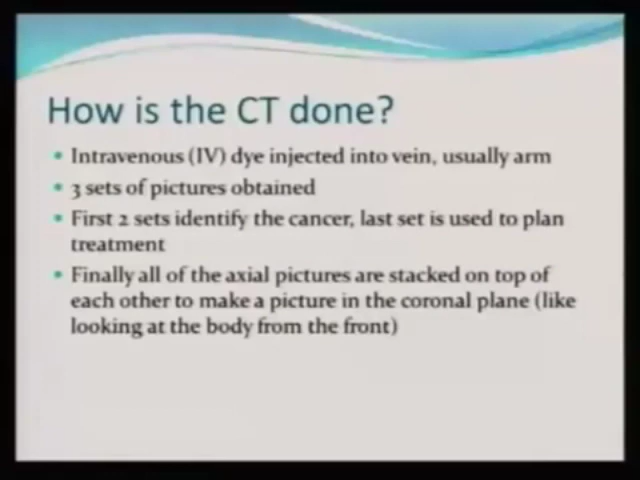 How is the CT done?
• Intravenous (IV) dye injected into vein, usually arm
• 3 sets of pictures obtained
• First 2 sets identify the cancer, last set is used to plan
treatment
• Finally all of the axial pictures are stacked on top of
each other to make a picture in the coronal plane (like
looking at the body from the front)